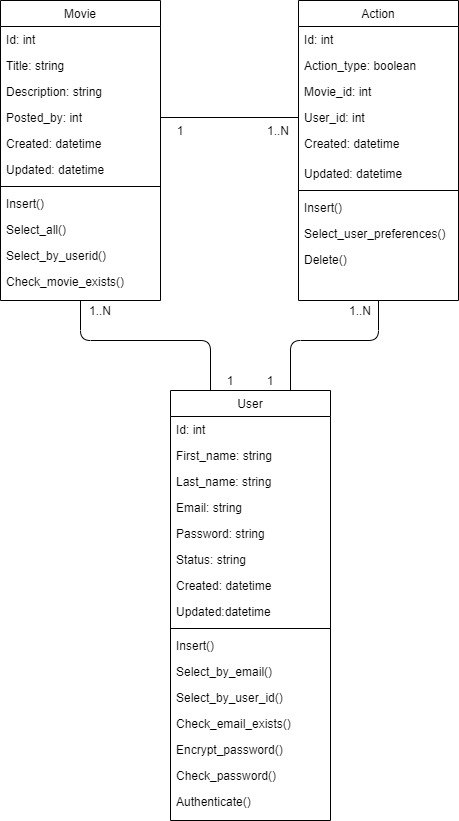 Movie
Id: int
Title: string
Description: string
Posted_by: int
Created: datetime
Updated: datetime
Insert()
Select_all()
Select_by_userid()
Check_movie_exists()
Action
Id: int
Action_type: boolean
Movie_id: int
User_id: int
Created: datetime
Updated: datetime
Insert()
Select_user_preferences()
Delete()
1
1..N
1..N
1..N
1
1
User
Id: int
First_name: string
Last_name: string
Email: string
Password: string
Status: string
Created: datetime
Updated:datetime
Insert()
Select_by_email()
Select_by_user_id()
Check_email_exists()
Encrypt_password()
Check_password()
Authenticate()